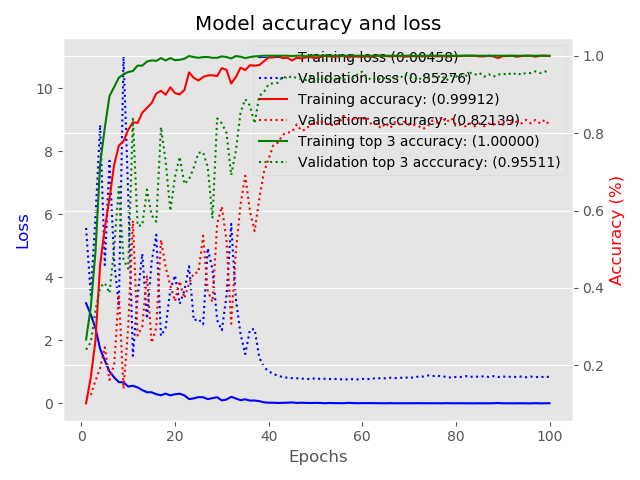 Model accuracy and loss
Training loss (0.00458)
Validation loss (0.85276)
Training accuracy: (0.99912)
Validation accuracy: (0.82139)
Training top 3 accuracy: (1.00000)
Validation top 3 acccuracy: (0.95511)
Loss
10
8
6
4
2
0
Accuracy (%)
1.0
0.8
0.6
0.4
0.2
0
20
40
60
80
100
Epochs